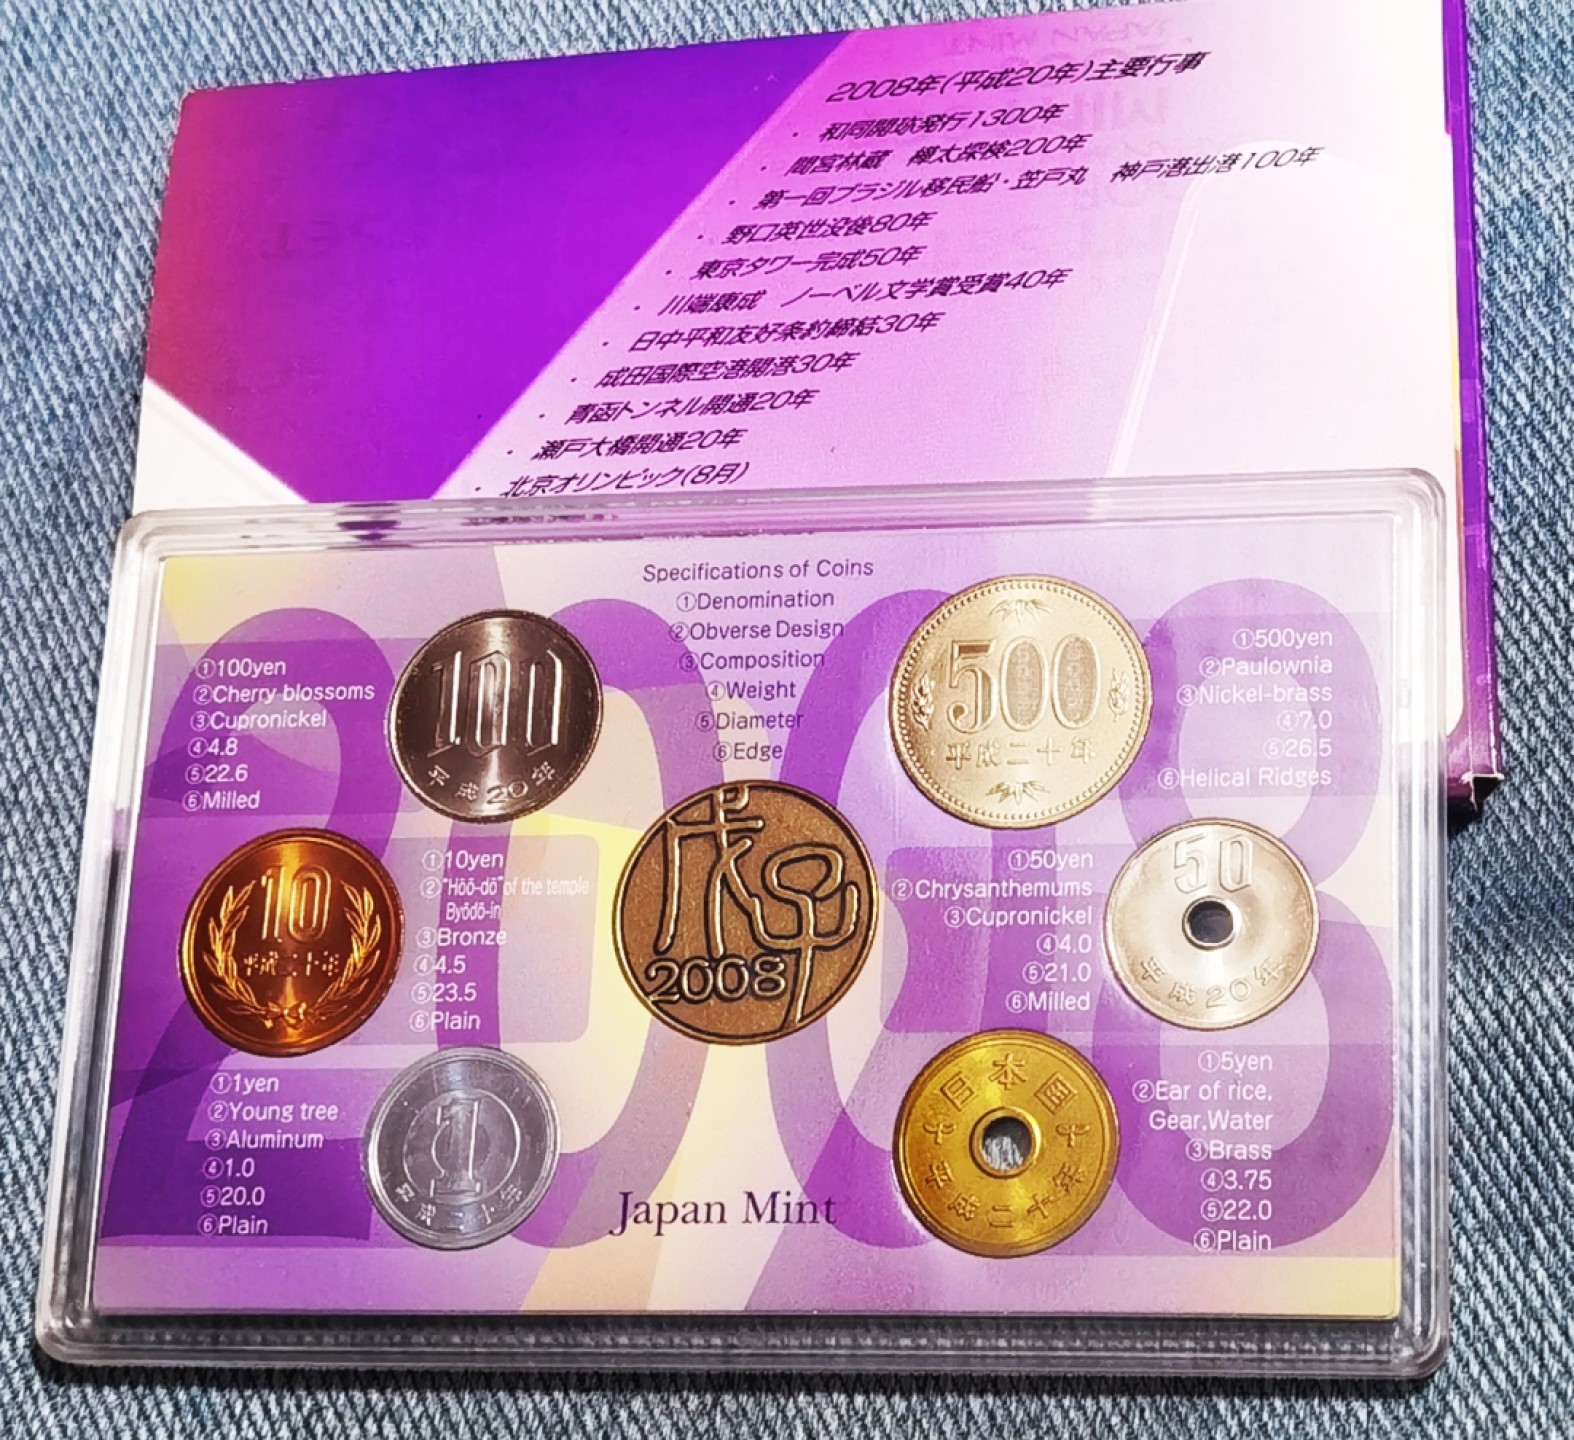 2008年(平成20年)主要行事
・和同開珎発行1300年
・間宮林蔵 樺太探検200年
・第一回ブラジル移民船・笠戸丸 神戸港出港100年
・野口英世没後80年
・東京タワー完成50年
・川端康成 ノーベル文学賞受賞40年
・日中平和友好条約締結30年
・成田国際空港開港30年
・青函トンネル開通20年
・瀬戸大橋開通20年
・北京オリンピック(8月)
Specifications of Coins
①Denomination
②Obverse Design
③Composition
④Weight
⑤Diameter
⑥Edge
①100yen
②Cherry blossoms
③Cupronickel
④4.8
⑤22.6
⑥Milled
100
平成20年
500
平成二十年
①500yen
②Paulownia
③Nickel-brass
④7.0
⑤26.5
⑥Helical Ridges
10
平成二十年
①10yen
②"Hōō-dō" of the temple
Byōdō-in
③Bronze
④4.5
⑤23.5
⑥Plain
2008
①50yen
②Chrysanthemums
③Cupronickel
④4.0
⑤21.0
⑥Milled
50
平成20年
①1yen
②Young tree
③Aluminum
④1.0
⑤20.0
⑥Plain
1
平成二十年
Japan Mint
日本国
平成二十年
①5yen
②Ear of rice,
Gear,Water
③Brass
④3.75
⑤22.0
⑥Plain